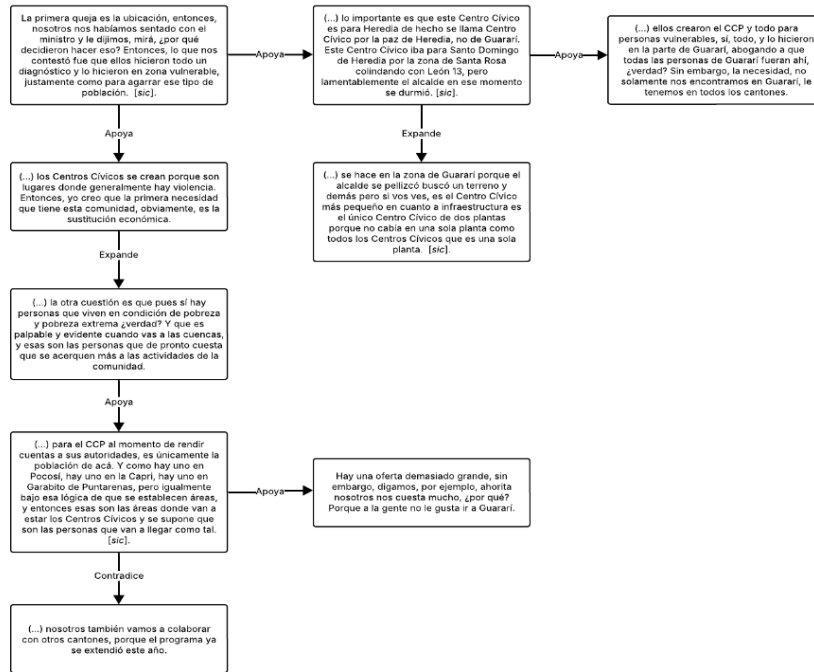 La primera queja es la ubicación, entonces,
nosotros nos habíamos sentado con el
ministro y le dijimos, mirá, ¿por qué
decidieron hacer eso? Entonces, lo que nos
contestó fue que ellos hicieron todo un
diagnóstico y lo hicieron en zona vulnerable,
justamente como para agarrar ese tipo de
población. [sic].
Apoya
(...) lo importante es que este Centro Cívico
es para Heredia de hecho se llama Centro
Cívico por la paz de Heredia, no de Guararí.
Este Centro Cívico iba para Santo Domingo
de Heredia por la zona de Santa Rosa
colindando con León 13, pero
lamentablemente el alcalde en ese momento
se durmió. [sic].
Apoya
(...) ellos crearon el CCP y todo para
personas vulnerables, sí, todo, y lo hicieron
en la parte de Guararí, abogando a que
todas las personas de Guararí fueran ahí,
¿verdad? Sin embargo, la necesidad, no
solamente nos encontramos en Guararí, le
tenemos en todos los cantones.
Apoya
Expande
(...) los Centros Cívicos se crean porque son
lugares donde generalmente hay violencia.
Entonces, yo creo que la primera necesidad
que tiene esta comunidad, obviamente, es la
sustitución económica.
(...) se hace en la zona de Guararí porque el
alcalde se pellizcó buscó un terreno y
demás pero si vos ves, es el Centro Cívico
más pequeño en cuanto a infraestructura es
el único Centro Cívico de dos plantas
porque no cabía en una sola planta como
todos los Centros Cívicos que es una sola
planta. [sic].
Expande
(...) la otra cuestión es que pues sí hay
personas que viven en condición de pobreza
y pobreza extrema ¿verdad? Y que es
palpable y evidente cuando vas a las cuencas,
y esas son las personas que de pronto cuesta
que se acerquen más a las actividades de la
comunidad.
Apoya
(...) para el CCP al momento de rendir
cuentas a sus autoridades, es únicamente la
población de acá. Y como hay uno en
Pococí, hay uno en la Capri, hay uno en
Garabito de Puntarenas, pero igualmente
bajo esa lógica de que se establecen áreas,
y entonces esas son las áreas donde van a
estar los Centros Cívicos y se supone que
son las personas que van a llegar como tal.
[sic].
Apoya
Hay una oferta demasiado grande, sin
embargo, digamos, por ejemplo, ahorita
nosotros nos cuesta mucho, ¿por qué?
Porque a la gente no le gusta ir a Guararí.
Contradice
(...) nosotros también vamos a colaborar
con otros cantones, porque el programa ya
se extendió este año.